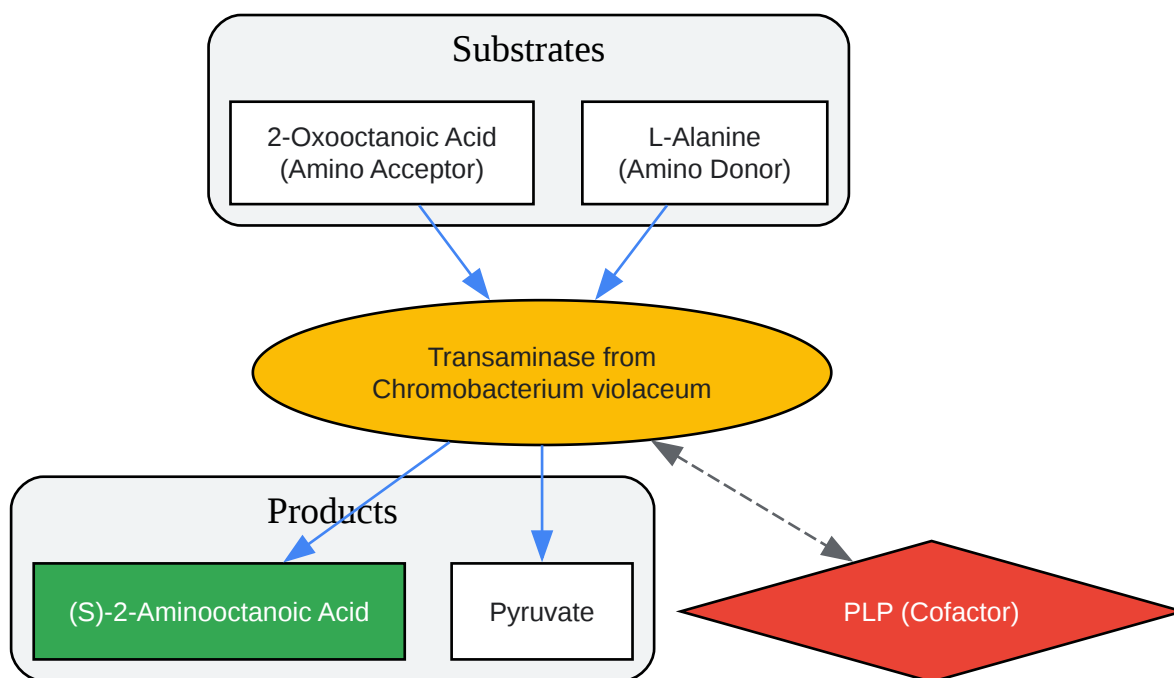 Substrates
2-Oxooctanoic Acid
(Amino Acceptor)
L-Alanine
(Amino Donor)
Transaminase from
Chromobacterium violaceum
Products
(S)-2-Aminooctanoic Acid
Pyruvate
PLP (Cofactor)